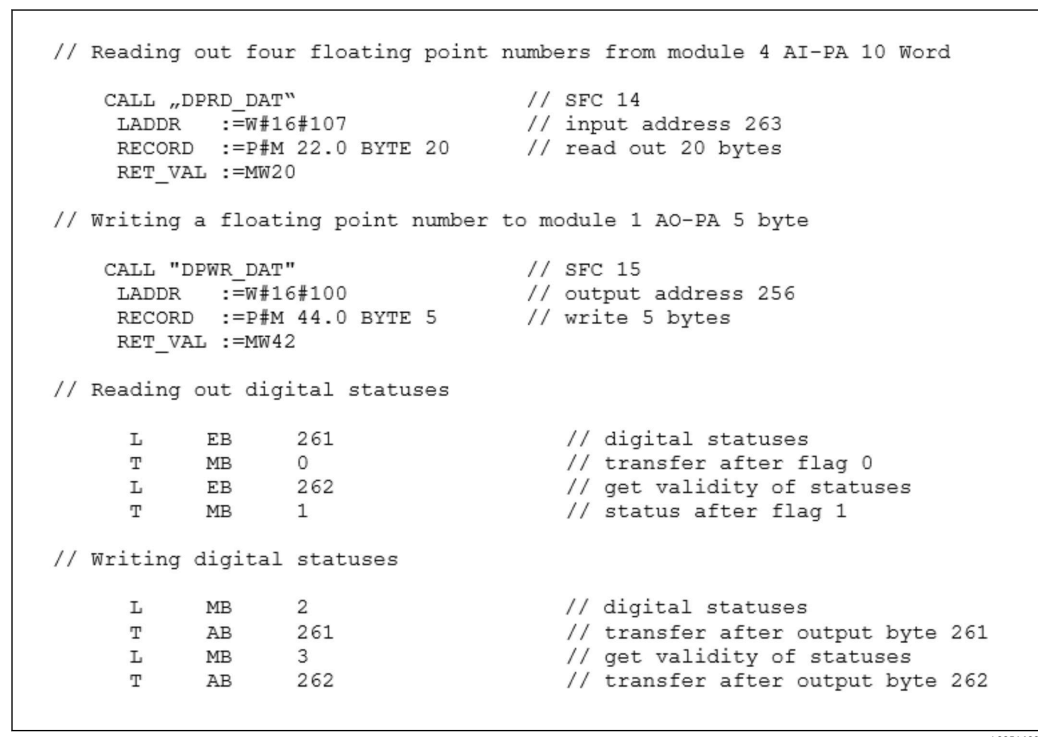 // Reading out four floating point numbers from module 4 AI-PA 10 Word
CALL „DPRD_DAT“ // SFC 14
LADDR :=W#16#107 // input address 263
RECORD :=P#M 22.0 BYTE 20 // read out 20 bytes
RET_VAL :=MW20
// Writing a floating point number to module 1 AO-PA 5 byte
CALL "DPWR_DAT" // SFC 15
LADDR :=W#16#100 // output address 256
RECORD :=P#M 44.0 BYTE 5 // write 5 bytes
RET_VAL :=MW42
// Reading out digital statuses
L EB 261 // digital statuses
T MB 0 // transfer after flag 0
L EB 262 // get validity of statuses
T MB 1 // status after flag 1
// Writing digital statuses
L MB 2 // digital statuses
T AB 261 // transfer after output byte 261
L MB 3 // get validity of statuses
T AB 262 // transfer after output byte 262